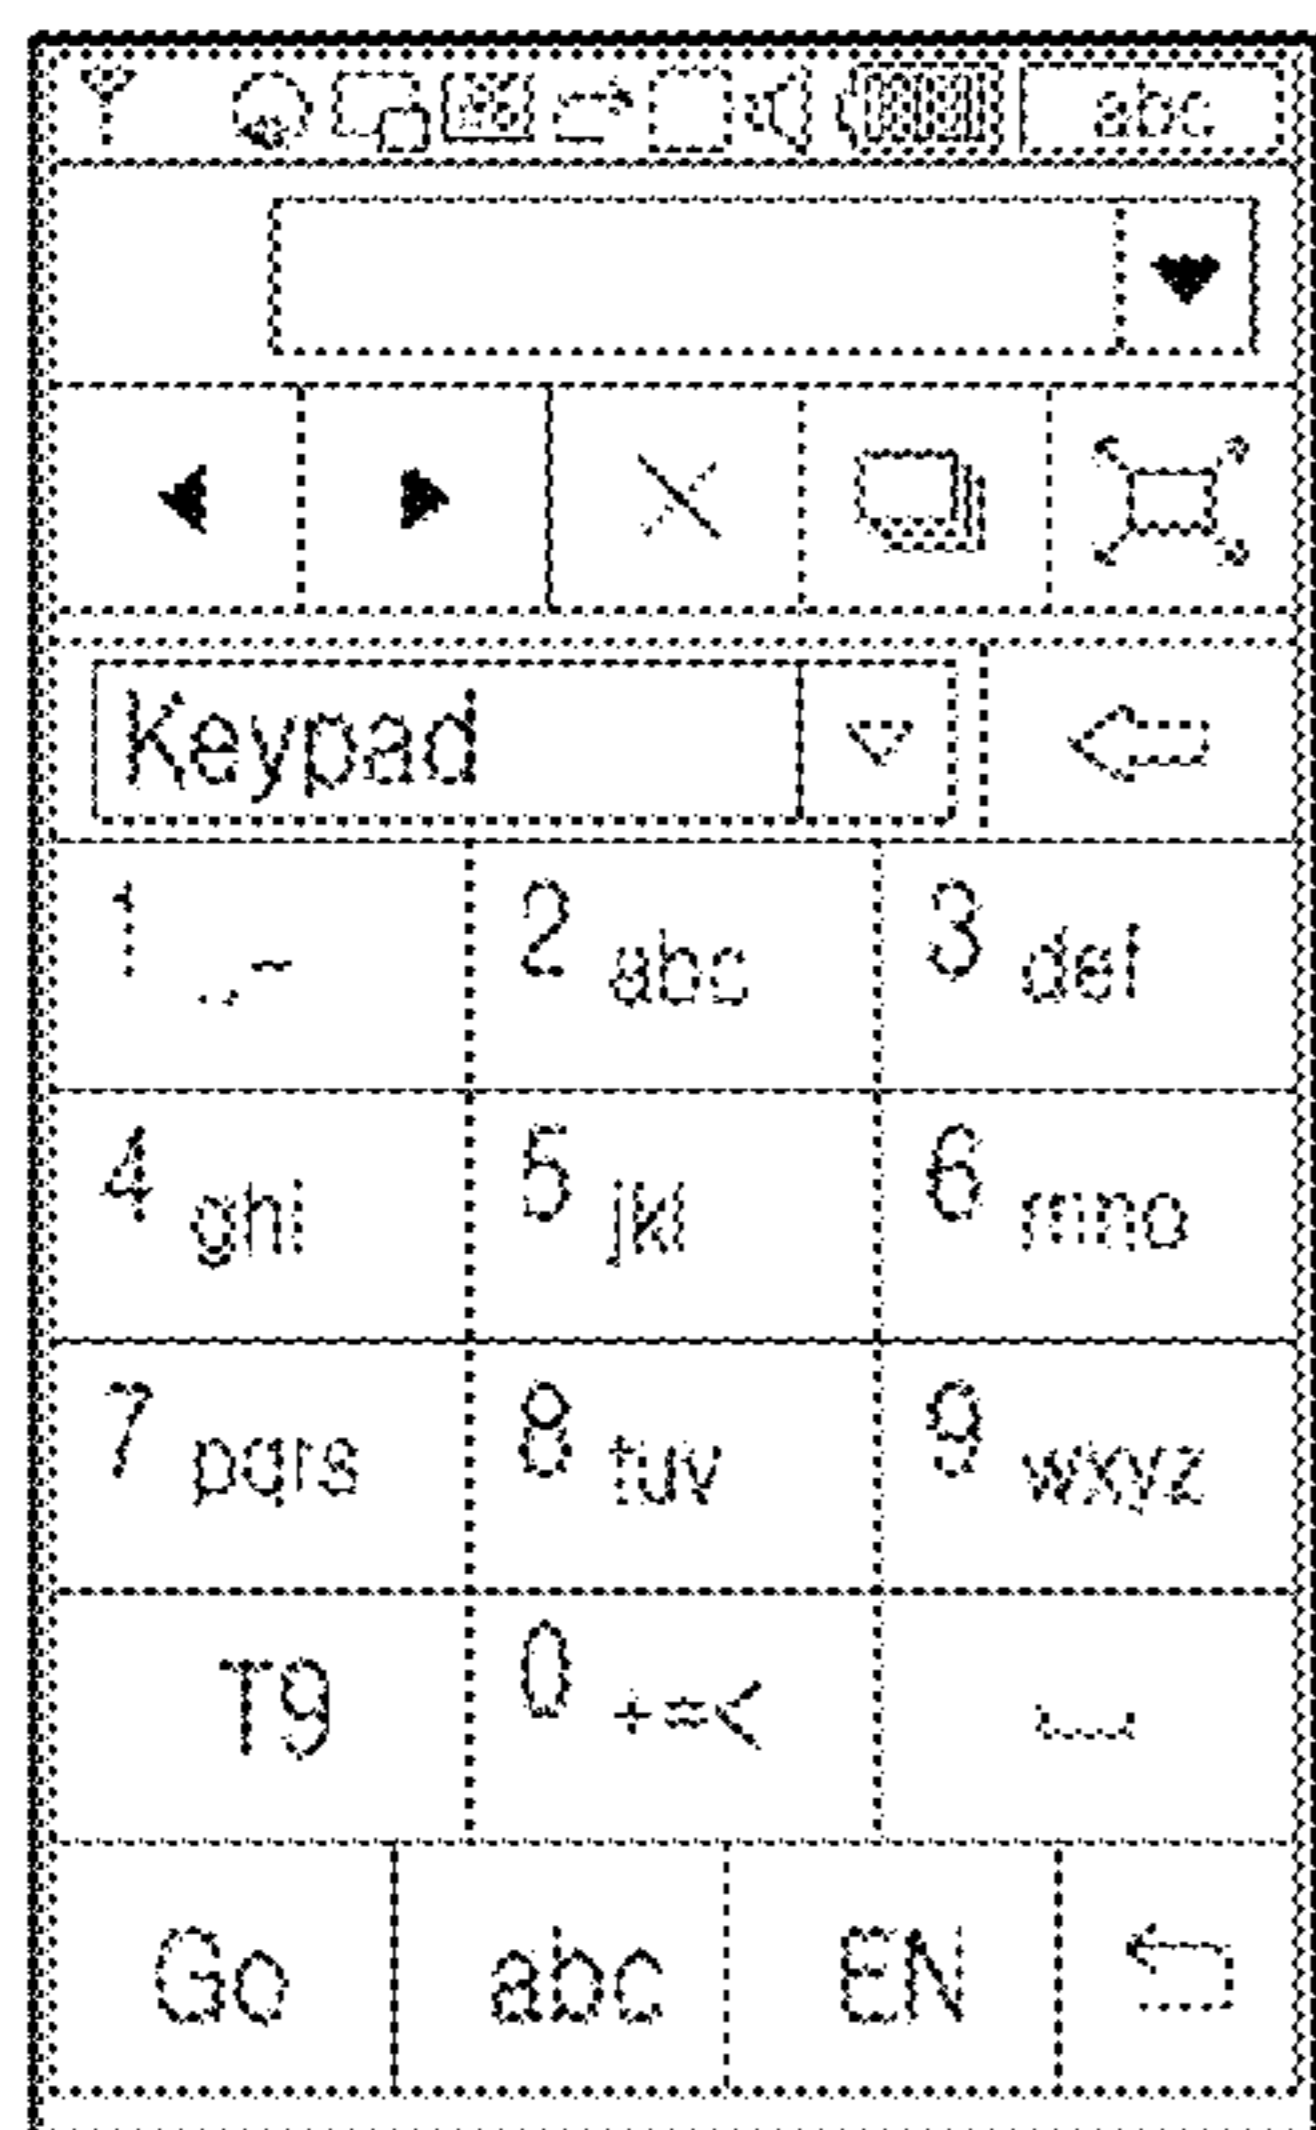 abc
Keypad
1 .,-
2 abc
3 def
4 ghi
5 jkl
6 mno
7 pqrs
8 tuv
9 wxyz
T9
0 +=<
Go abc EN